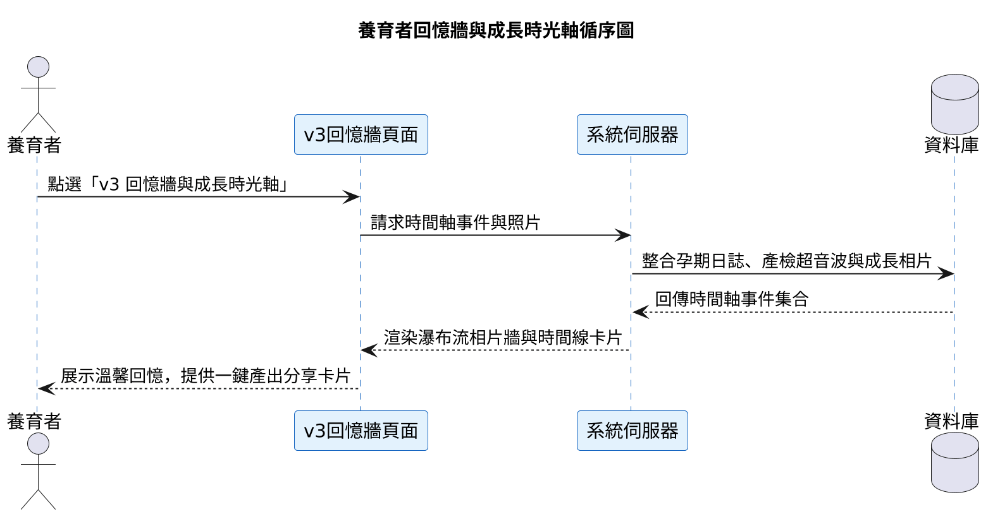 養育者回憶牆與成長時光軸循序圖
養育者
v3回憶牆頁面
系統伺服器
資料庫
點選「v3 回憶牆與成長時光軸」
請求時間軸事件與照片
整合孕期日誌、產檢超音波與成長相片
回傳時間軸事件集合
渲染瀑布流相片牆與時間線卡片
展示溫馨回憶，提供一鍵產出分享卡片
養育者
v3回憶牆頁面
系統伺服器
資料庫